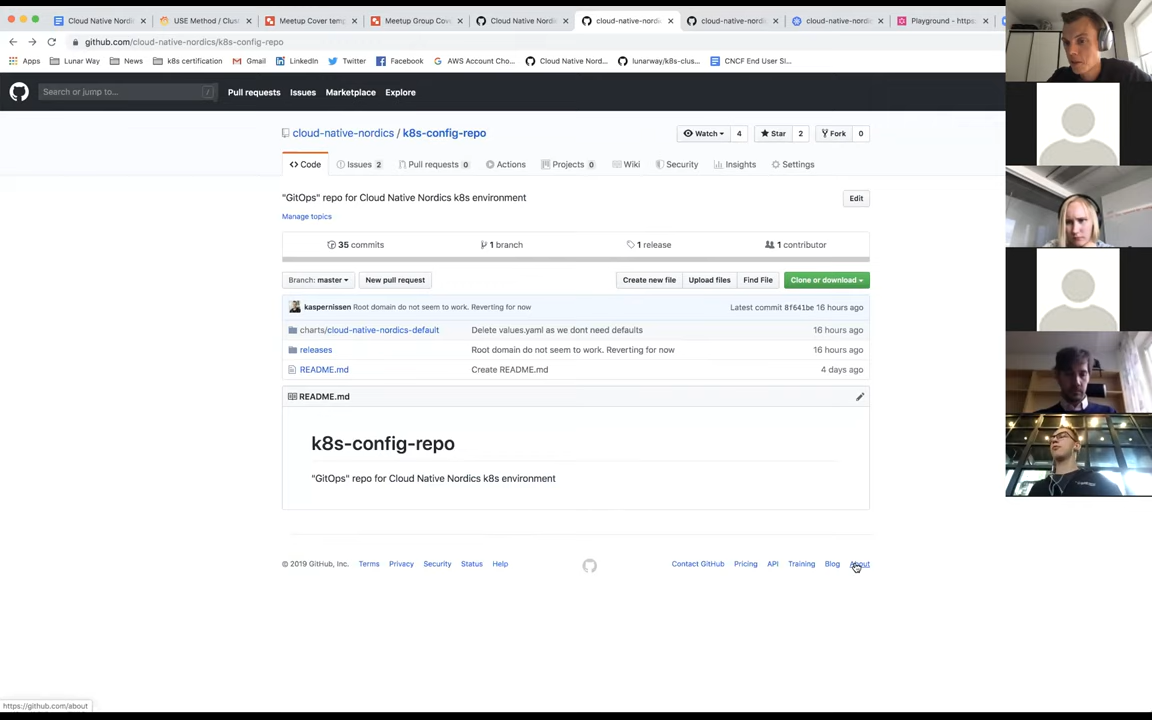 Cloud Native Nordic
USE Method / Clus
Meetup Cover tem
Meetup Group Cov
Cloud Native Nordi
cloud-native-nordi
cloud-native-nordi
cloud-native-nordi
Playground - https:
github.com/cloud-native-nordics/k8s-config-repo
Apps
Lunar Way
News
k8s certification
Gmail
LinkedIn
Twitter
Facebook
AWS Account Cho...
Cloud Native Nord...
lunarway/k8s-clus...
CNCF End User SI...
Search or jump to...
/
Pull requests
Issues
Marketplace
Explore
cloud-native-nordics / k8s-config-repo
Watch 4
Star 2
Fork 0
Code
Issues 2
Pull requests 0
Actions
Projects 0
Wiki
Security
Insights
Settings
"GitOps" repo for Cloud Native Nordics k8s environment
Edit
Manage topics
35 commits
1 branch
1 release
1 contributor
Branch: master
New pull request
Create new file
Upload files
Find File
Clone or download
kaspernissen Root domain do not seem to work. Reverting for now
Latest commit 8f641be 16 hours ago
charts/cloud-native-nordics-default
Delete values.yaml as we dont need defaults
16 hours ago
releases
Root domain do not seem to work. Reverting for now
16 hours ago
README.md
Create README.md
4 days ago
README.md
k8s-config-repo
"GitOps" repo for Cloud Native Nordics k8s environment
© 2019 GitHub, Inc.
Terms
Privacy
Security
Status
Help
Contact GitHub
Pricing
API
Training
Blog
About
https://github.com/about